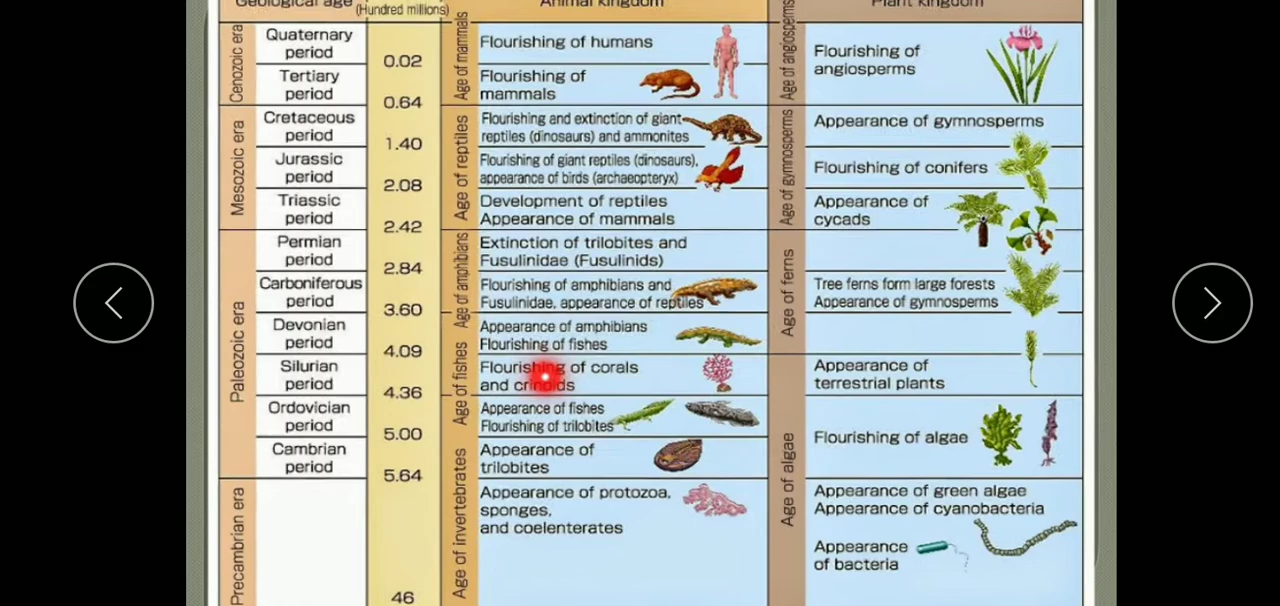 Geological age
(Hundred millions)
Animal kingdom
Plant kingdom
Cenozoic era
Quaternary
period
0.02
Age of mammals
Flourishing of humans
Age of angiosperms
Flourishing of
angiosperms
Tertiary
period
0.64
Flourishing of
mammals
Mesozoic era
Cretaceous
period
1.40
Age of reptiles
Flourishing and extinction of giant
reptiles (dinosaurs) and ammonites
Age of gymnosperms
Appearance of gymnosperms
Jurassic
period
2.08
Flourishing of giant reptiles (dinosaurs),
appearance of birds (archaeopteryx)
Flourishing of conifers
Triassic
period
2.42
Development of reptiles
Appearance of mammals
Appearance of
cycads
Paleozoic era
Permian
period
2.84
Age of amphibians
Extinction of trilobites and
Fusulinidae (Fusulinids)
Age of ferns
Carboniferous
period
3.60
Flourishing of amphibians and
Fusulinidae, appearance of reptiles
Tree ferns form large forests
Appearance of gymnosperms
Devonian
period
4.09
Age of fishes
Appearance of amphibians
Flourishing of fishes
Silurian
period
4.36
Flourishing of corals
and crinoids
Age of algae
Appearance of
terrestrial plants
Ordovician
period
5.00
Appearance of fishes
Flourishing of trilobites
Flourishing of algae
Cambrian
period
5.64
Age of invertebrates
Appearance of
trilobites
Precambrian era
46
Appearance of protozoa,
sponges,
and coelenterates
Appearance of green algae
Appearance of cyanobacteria
Appearance
of bacteria